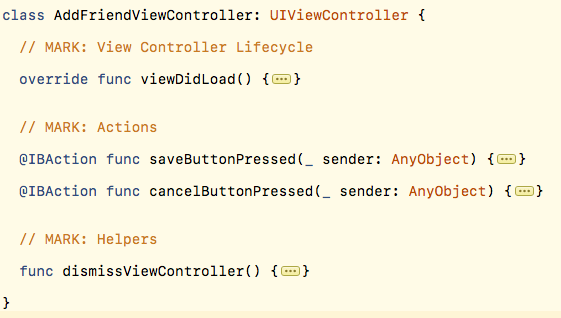 class AddFriendViewController: UIViewController {
// MARK: View Controller Lifecycle
override func viewDidLoad() {•••}
// MARK: Actions
@IBAction func saveButtonPressed(_ sender: AnyObject) {•••}
@IBAction func cancelButtonPressed(_ sender: AnyObject) {•••}
// MARK: Helpers
func dismissViewController() {•••}
}